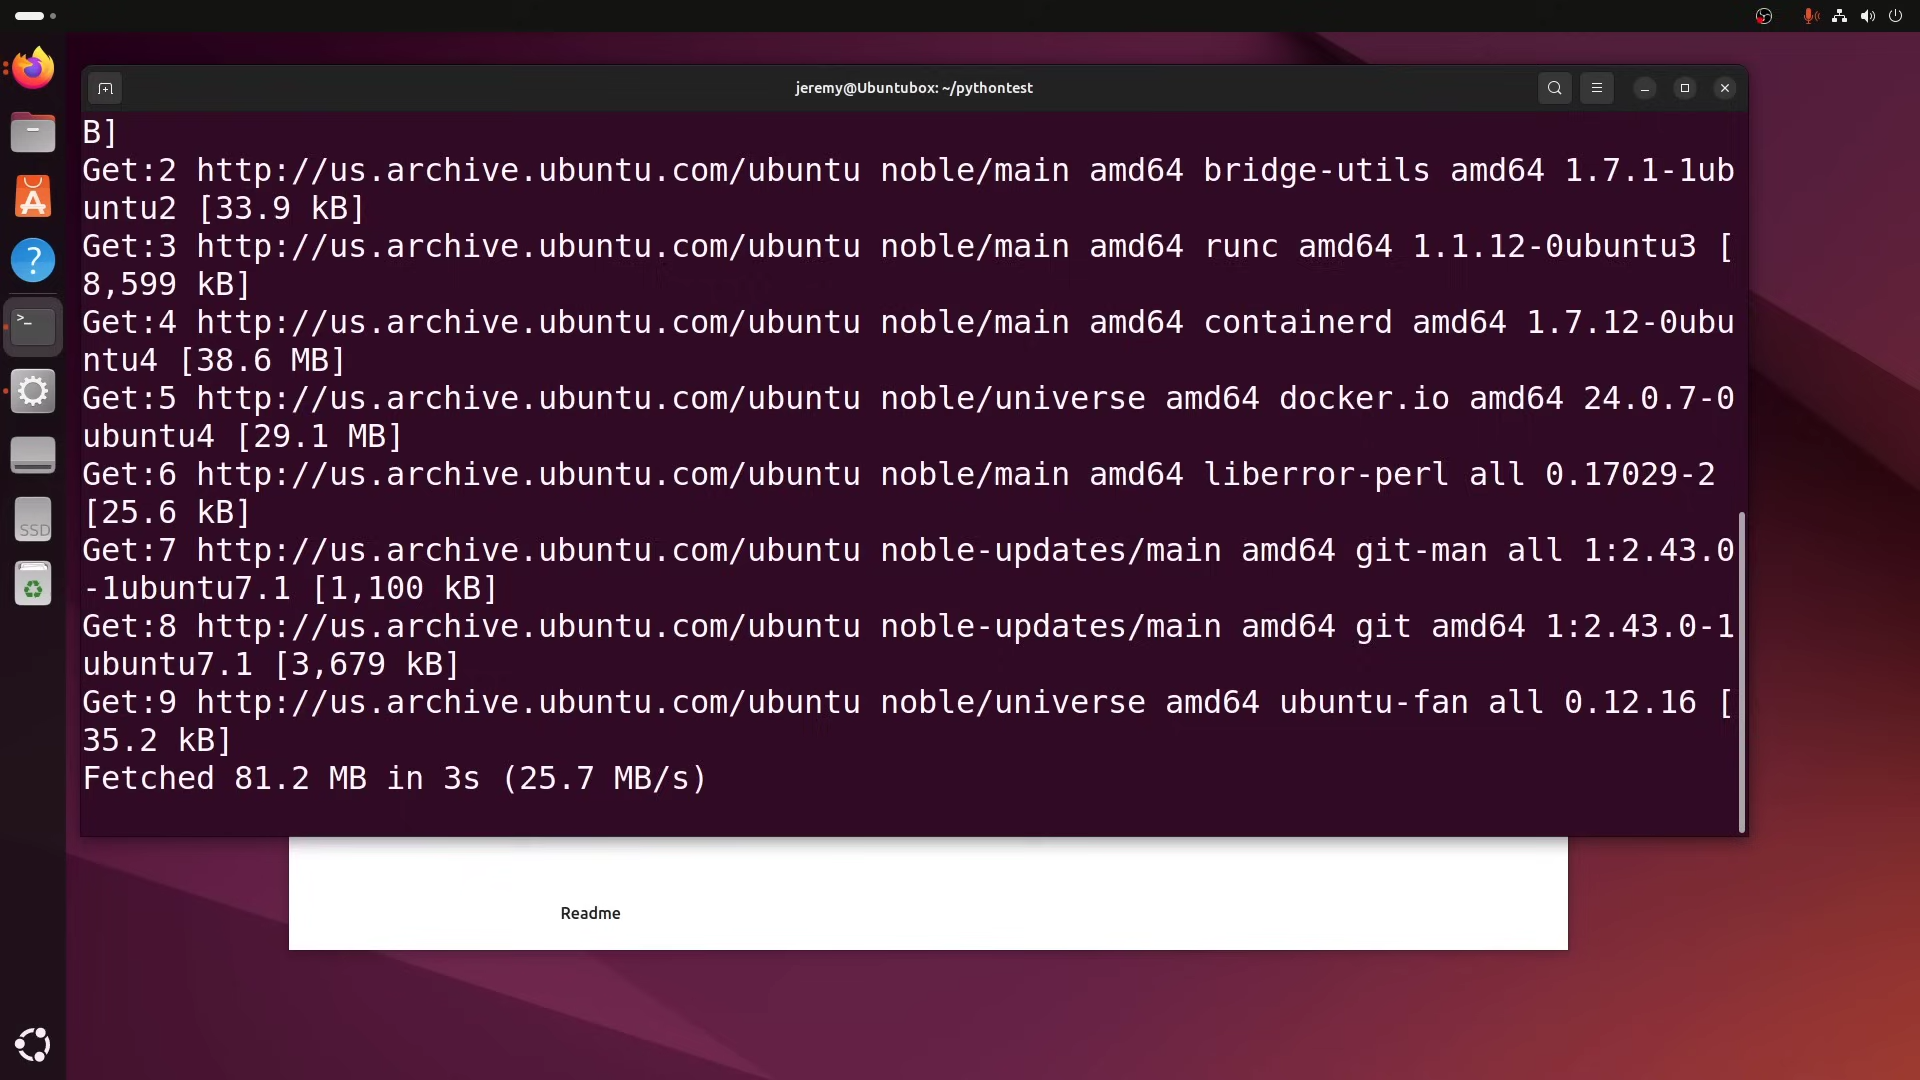 jeremy@Ubuntubox: ~/pythontest
B]
Get:2 http://us.archive.ubuntu.com/ubuntu noble/main amd64 bridge-utils amd64 1.7.1-1ub
untu2 [33.9 kB]
Get:3 http://us.archive.ubuntu.com/ubuntu noble/main amd64 runc amd64 1.1.12-0ubuntu3 [
8,599 kB]
Get:4 http://us.archive.ubuntu.com/ubuntu noble/main amd64 containerd amd64 1.7.12-0ubu
ntu4 [38.6 MB]
Get:5 http://us.archive.ubuntu.com/ubuntu noble/universe amd64 docker.io amd64 24.0.7-0
ubuntu4 [29.1 MB]
Get:6 http://us.archive.ubuntu.com/ubuntu noble/main amd64 liberror-perl all 0.17029-2
[25.6 kB]
Get:7 http://us.archive.ubuntu.com/ubuntu noble-updates/main amd64 git-man all 1:2.43.0
-1ubuntu7.1 [1,100 kB]
Get:8 http://us.archive.ubuntu.com/ubuntu noble-updates/main amd64 git amd64 1:2.43.0-1
ubuntu7.1 [3,679 kB]
Get:9 http://us.archive.ubuntu.com/ubuntu noble/universe amd64 ubuntu-fan all 0.12.16 [
35.2 kB]
Fetched 81.2 MB in 3s (25.7 MB/s)
SSD
Readme